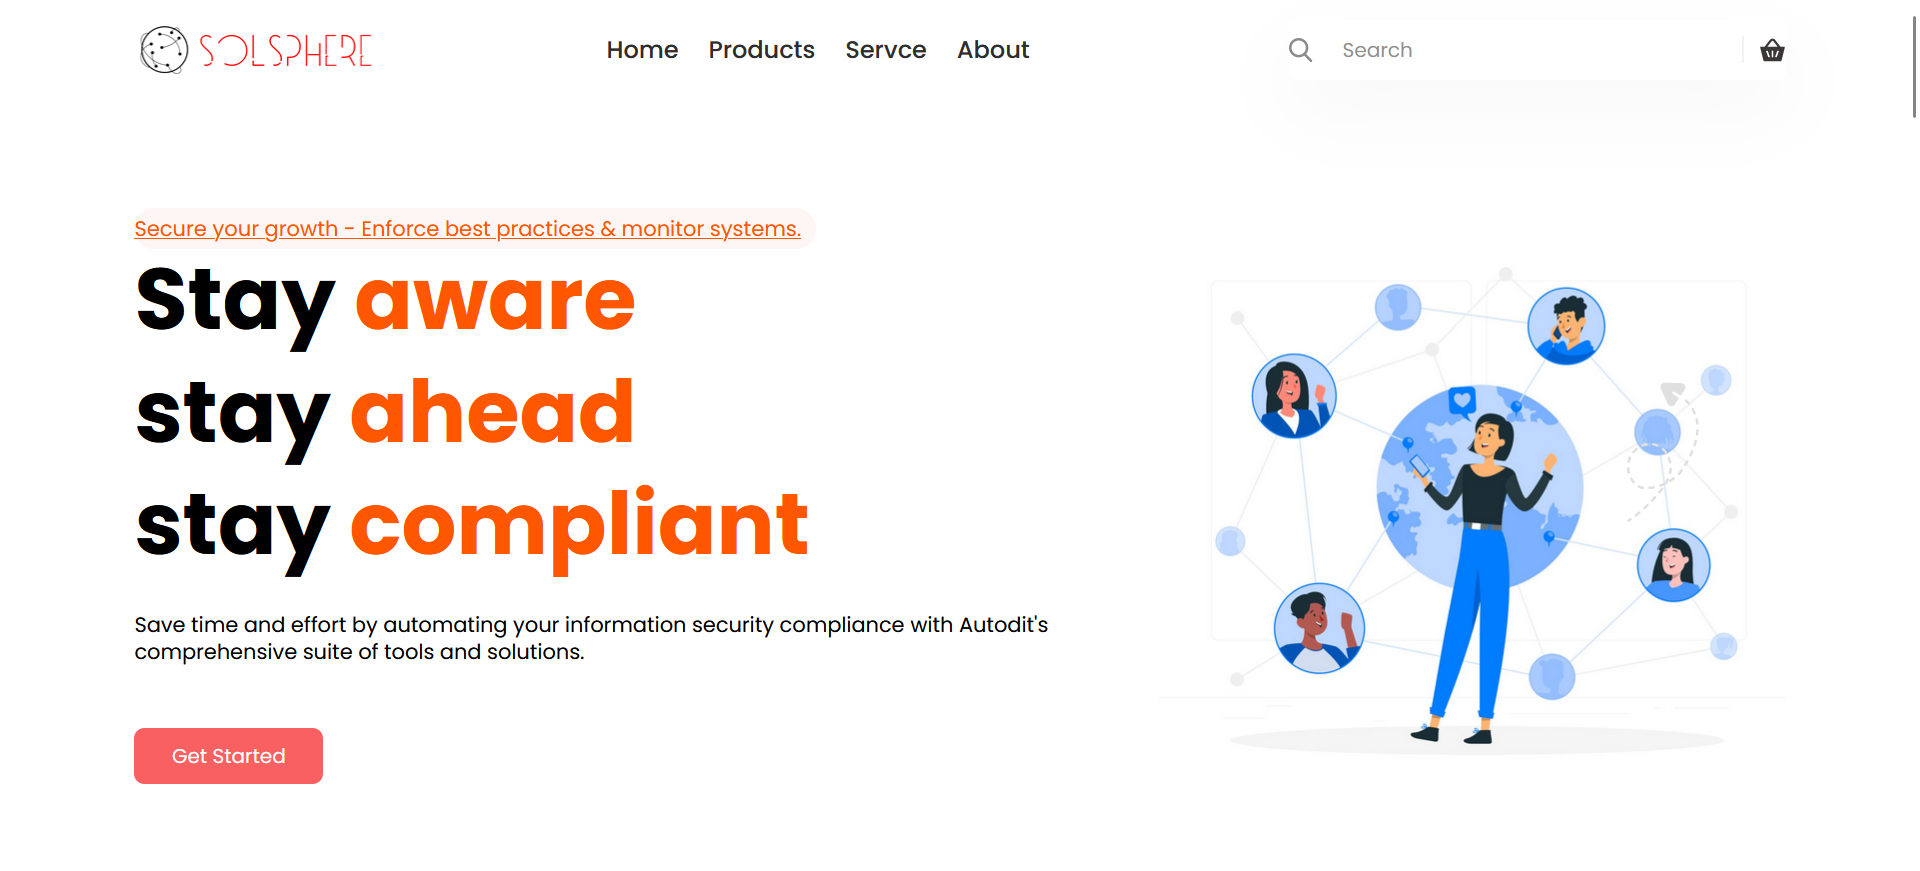 SOLSPHERE
Home Products Servce About
Search
Secure your growth - Enforce best practices & monitor systems.
Stay aware
stay ahead
stay compliant
Save time and effort by automating your information security compliance with Autodit's
comprehensive suite of tools and solutions.
Get Started